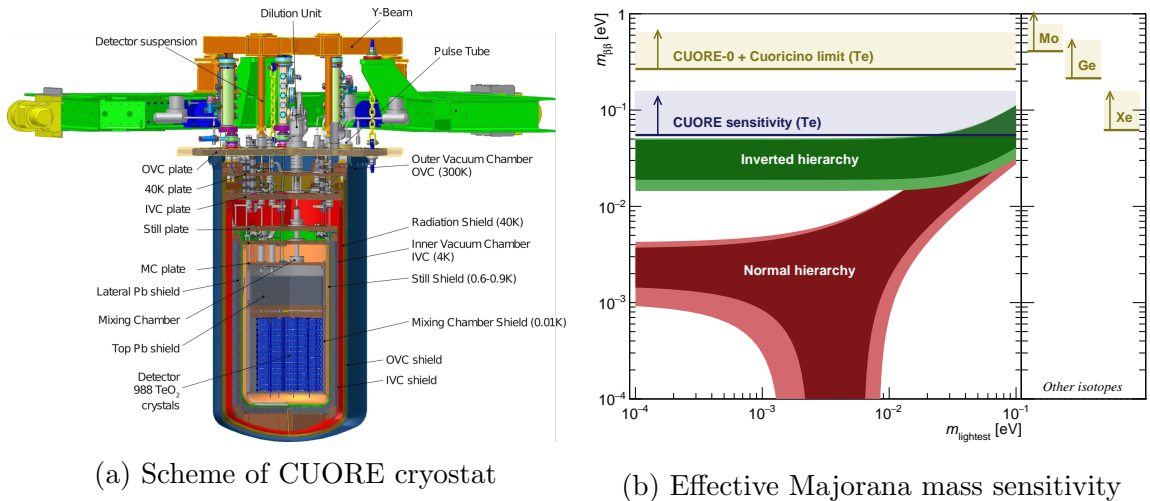 Dilution Unit
Y-Beam
Detector suspension
Pulse Tube
OVC plate
40K plate
IVC plate
Still plate
MC plate
Lateral Pb shield
Mixing Chamber
Top Pb shield
Detector
988 TeO₂
crystals
Outer Vacuum Chamber
OVC (300K)
Radiation Shield (40K)
Inner Vacuum Chamber
IVC (4K)
Still Shield (0.6-0.9K)
Mixing Chamber Shield (0.01K)
OVC shield
IVC shield
(a) Scheme of CUORE cryostat
m_ββ [eV]
1
10⁻¹
10⁻²
10⁻³
10⁻⁴
CUORE-0 + Cuoricino limit (Te)
CUORE sensitivity (Te)
Inverted hierarchy
Normal hierarchy
Mo
Ge
Xe
Other isotopes
10⁻⁴
10⁻³
10⁻²
10⁻¹
m_lightest [eV]
(b) Effective Majorana mass sensitivity